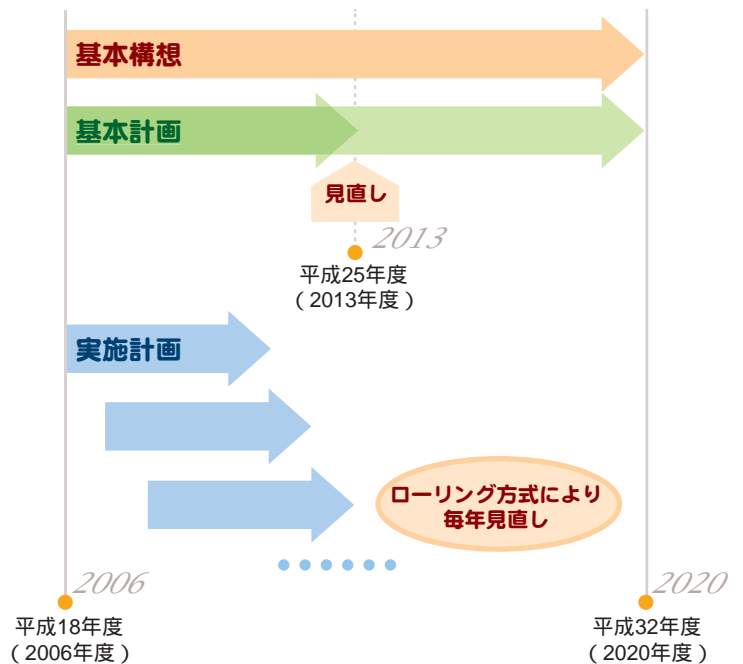 基本構想
基本計画
見直し
2013
平成25年度
（2013年度）
実施計画
ローリング方式により
毎年見直し
2006
2020
平成18年度
（2006年度）
平成32年度
（2020年度）